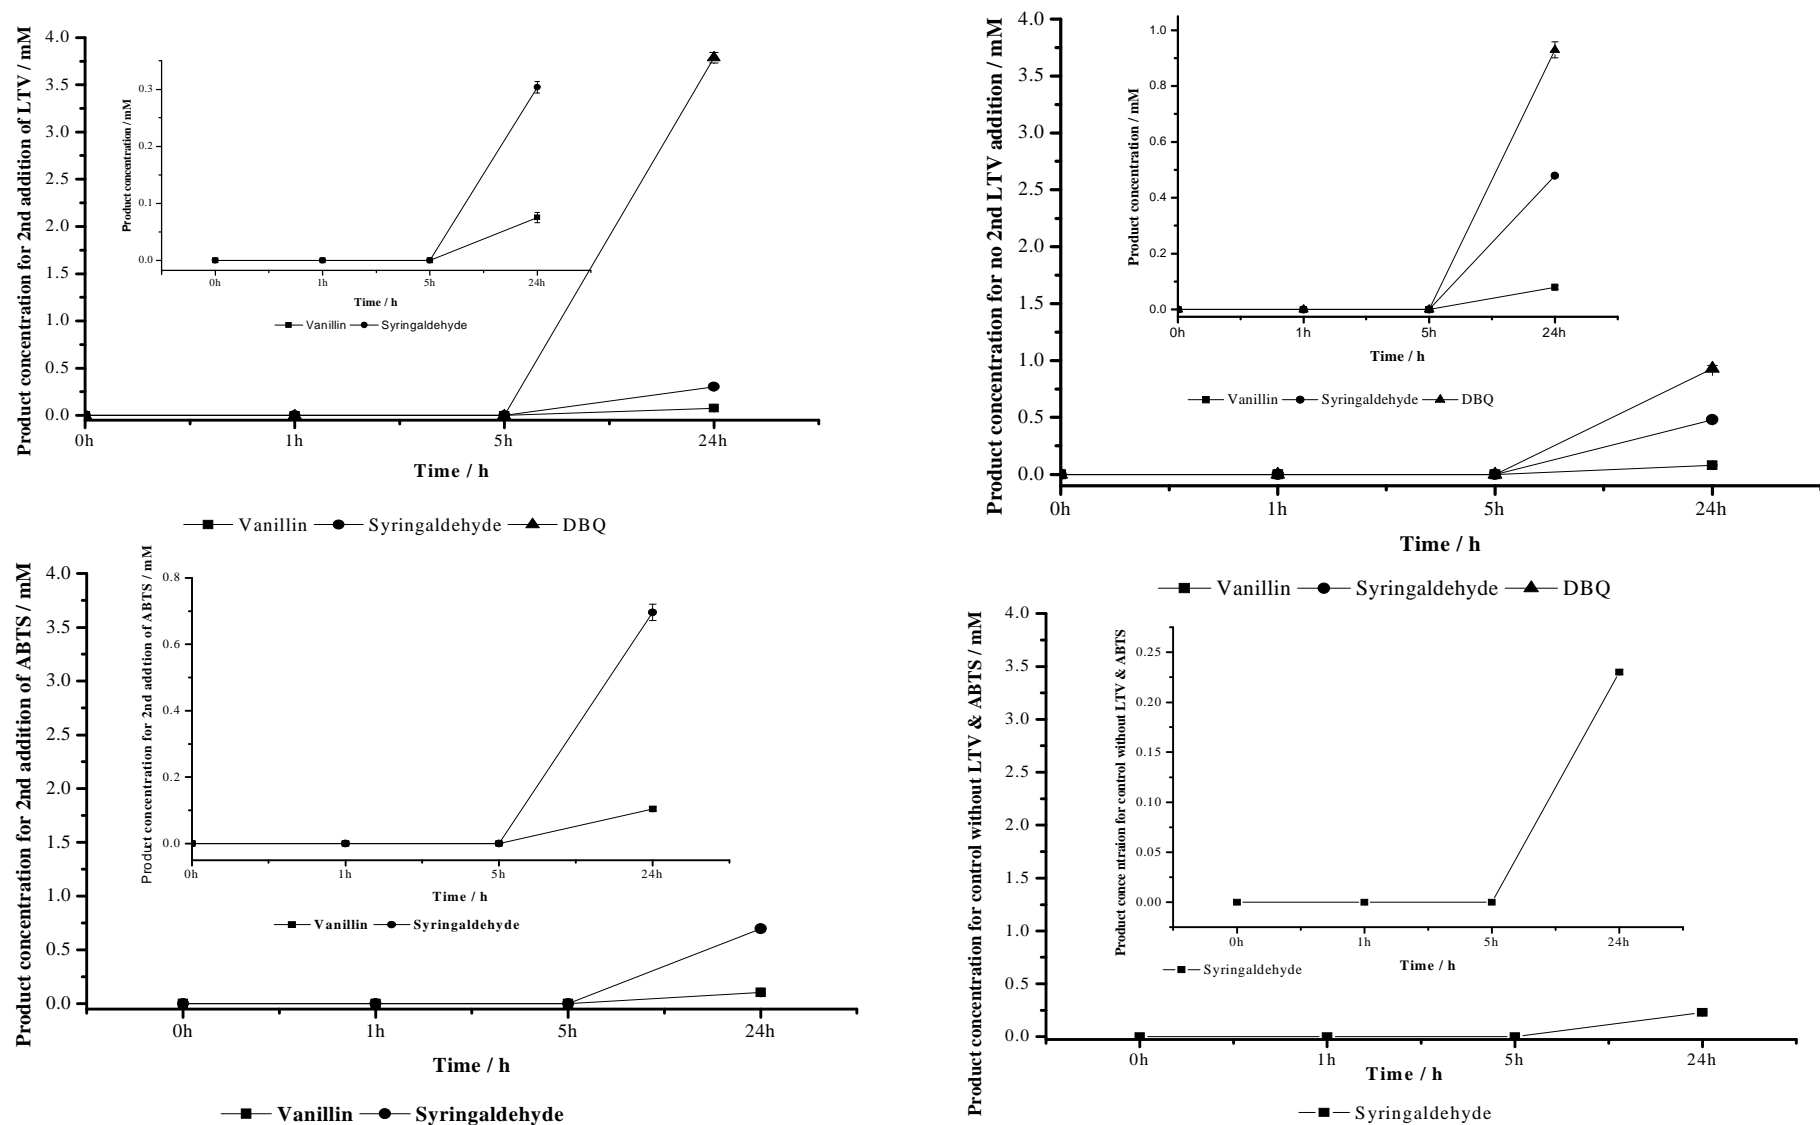 Product concentration for 2nd addition of LTV / mM
4.0
3.5
3.0
2.5
2.0
1.5
1.0
0.5
0.0
0h 1h 5h 24h
Time / h
Vanillin Syringaldehyde DBQ
Product concentration / mM
0.3
0.2
0.1
0.0
0h 1h 5h 24h
Time / h
Vanillin Syringaldehyde
Product concentration for no 2nd LTV addition / mM
4.0
3.5
3.0
2.5
2.0
1.5
1.0
0.5
0.0
0h 1h 5h 24h
Time / h
Vanillin Syringaldehyde DBQ
Product concentration / mM
1.0
0.8
0.6
0.4
0.2
0.0
0h 1h 5h 24h
Time / h
Vanillin Syringaldehyde DBQ
Product concentration for 2nd addition of ABTS / mM
4.0
3.5
3.0
2.5
2.0
1.5
1.0
0.5
0.0
0h 1h 5h 24h
Time / h
Vanillin Syringaldehyde
Product concentration for 2nd addtion of ABTS / mM
0.8
0.6
0.4
0.2
0.0
0h 1h 5h 24h
Time / h
Vanillin Syringaldehyde
Product concentration for control without LTV & ABTS / mM
4.0
3.5
3.0
2.5
2.0
1.5
1.0
0.5
0.0
0h 1h 5h 24h
Time / h
Syringaldehyde
Product conce ntraion for control without LTV & ABTS
0.25
0.20
0.15
0.10
0.05
0.00
0h 1h 5h 24h
Time / h
Syringaldehyde